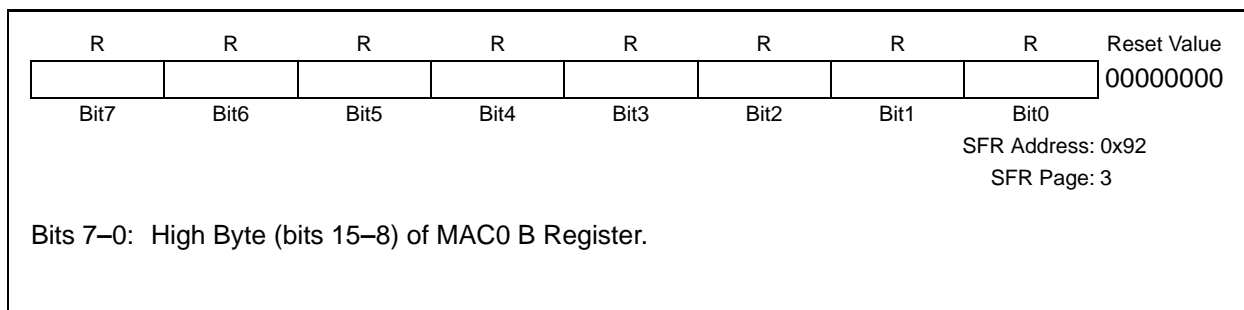 R R R R R R R R Reset Value
00000000
Bit7 Bit6 Bit5 Bit4 Bit3 Bit2 Bit1 Bit0
SFR Address: 0x92
SFR Page: 3
Bits 7–0: High Byte (bits 15–8) of MAC0 B Register.